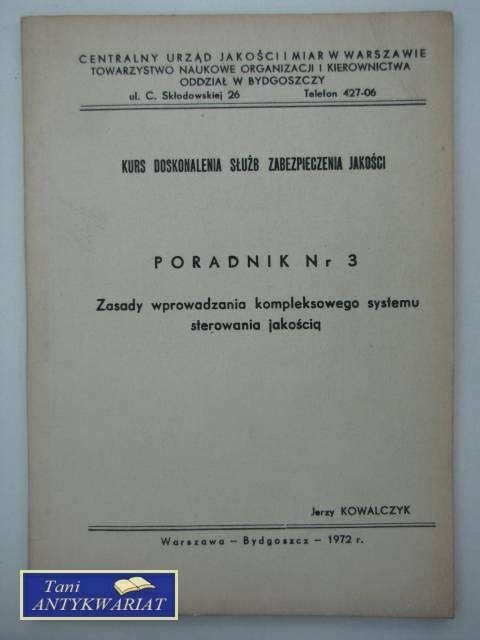 CENTRALNY URZĄD JAKOŚCI I MIAR W WARSZAWIE
TOWARZYSTWO NAUKOWE ORGANIZACJI I KIEROWNICTWA
ODDZIAŁ W BYDGOSZCZY
ul. C. Skłodowskiej 26 Telefon 427-06
KURS DOSKONALENIA SŁUŻB ZABEZPIECZENIA JAKOŚCI
PORADNIK Nr 3
Zasady wprowadzania kompleksowego systemu
sterowania jakością
Jerzy KOWALCZYK
Warszawa — Bydgoszcz — 1972 r.
Tani
ANTYKWARIAT